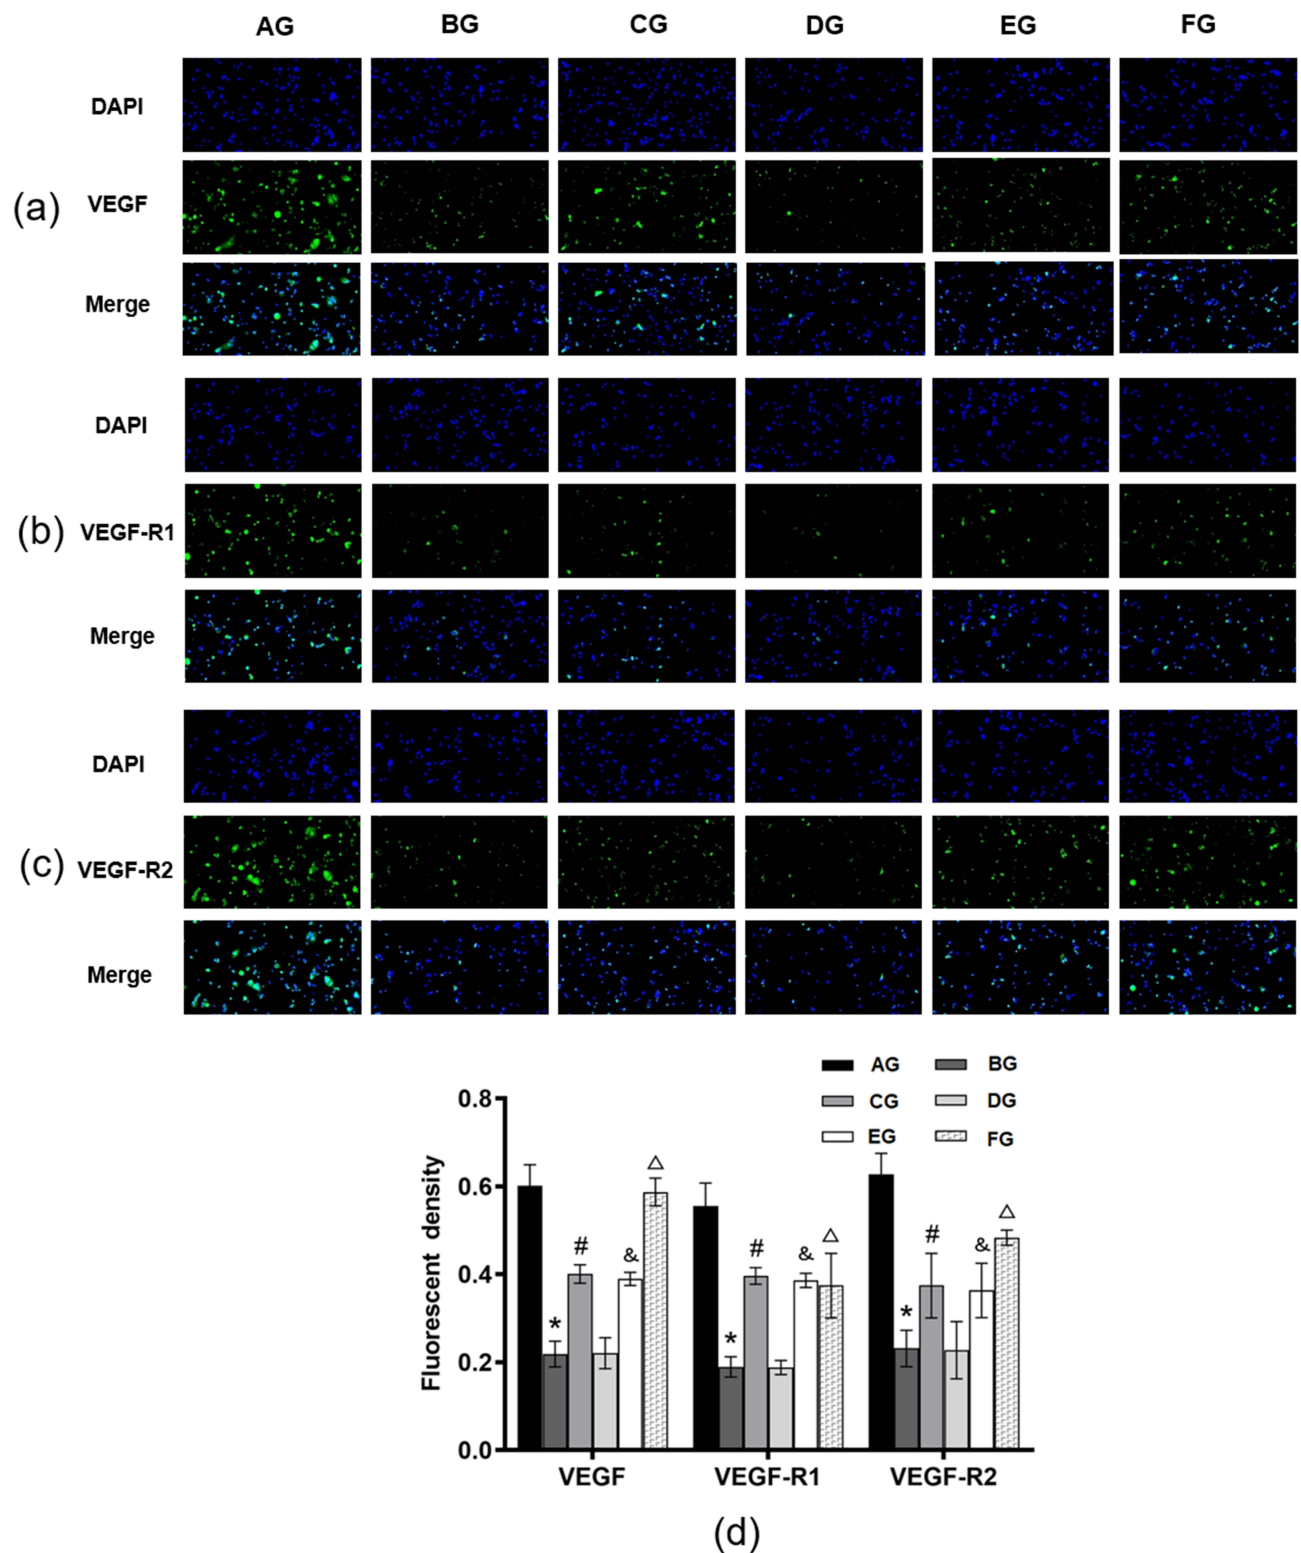 AG BG CG DG EG FG
DAPI
(a) VEGF
Merge
DAPI
(b) VEGF-R1
Merge
DAPI
(c) VEGF-R2
Merge
AG BG
CG DG
EG FG
0.8
0.6
0.4
0.2
0.0
Fluorescent density
* # & △
* # & △
* # & △
VEGF VEGF-R1 VEGF-R2
(d)